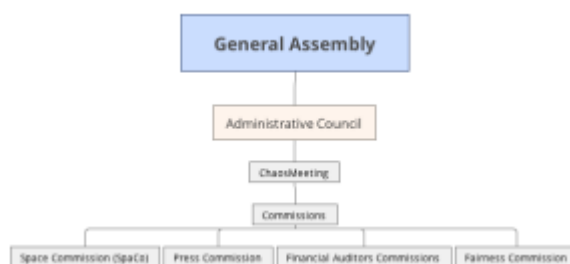 General Assembly
Administrative Council
ChaosMeeting
Commissions
Space Commission (SpaCo)
Press Commission
Financial Auditors Commissions
Fairness Commission